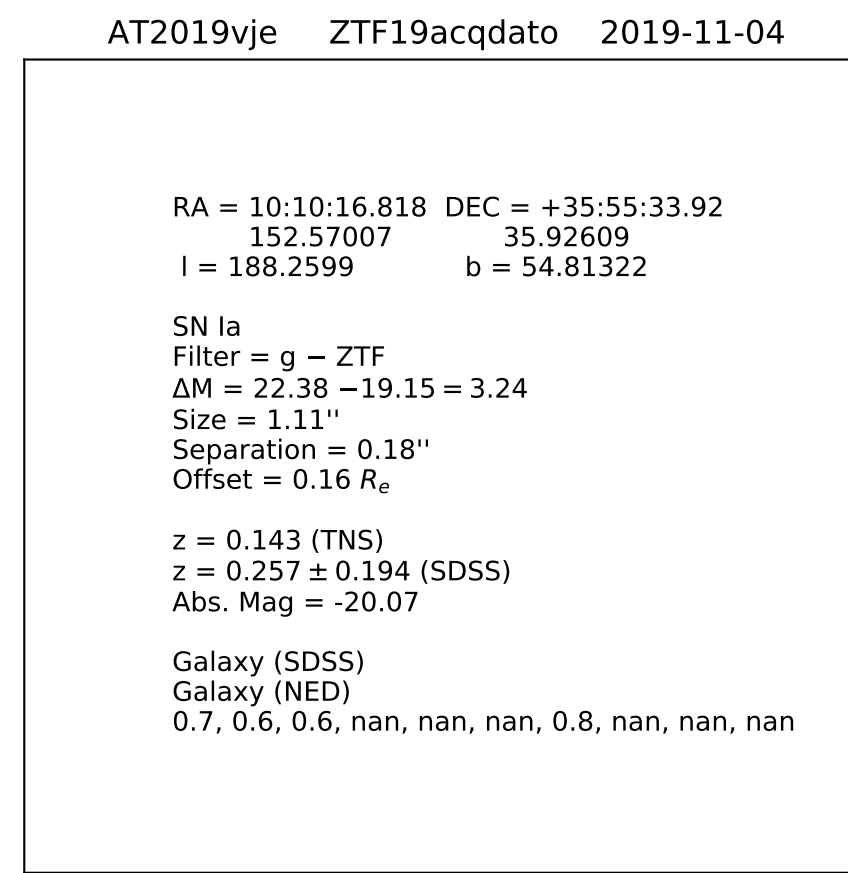 AT2019vje ZTF19acqdato 2019-11-04
RA = 10:10:16.818 DEC = +35:55:33.92
152.57007 35.92609
l = 188.2599 b = 54.81322
SN Ia
Filter = g − ZTF
ΔM = 22.38 −19.15 = 3.24
Size = 1.11''
Separation = 0.18''
Offset = 0.16 Rₑ
z = 0.143 (TNS)
z = 0.257 ± 0.194 (SDSS)
Abs. Mag = -20.07
Galaxy (SDSS)
Galaxy (NED)
0.7, 0.6, 0.6, nan, nan, nan, 0.8, nan, nan, nan